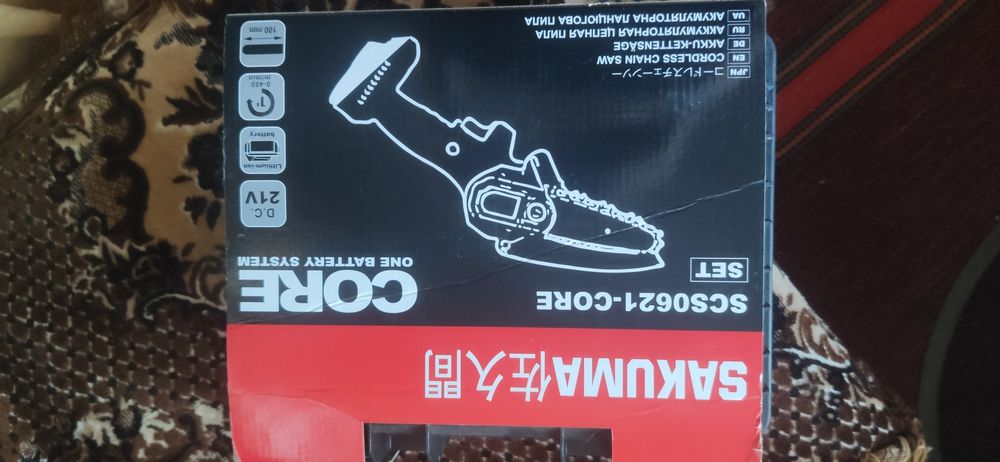 SAKUMA佐久間
SCS0621-CORE
SET
CORE
ONE BATTERY SYSTEM
D.C.
21V
Lithium-ion
battery
1'
0-480
m/min
100 mm
JPN コードレスチェーンソー
EN CORDLESS CHAIN SAW
DE AKKU-KETTENSÄGE
RU АККУМУЛЯТОРНАЯ ЦЕПНАЯ ПИЛА
UA АКУМУЛЯТОРНА ЛАНЦЮГОВА ПИЛА